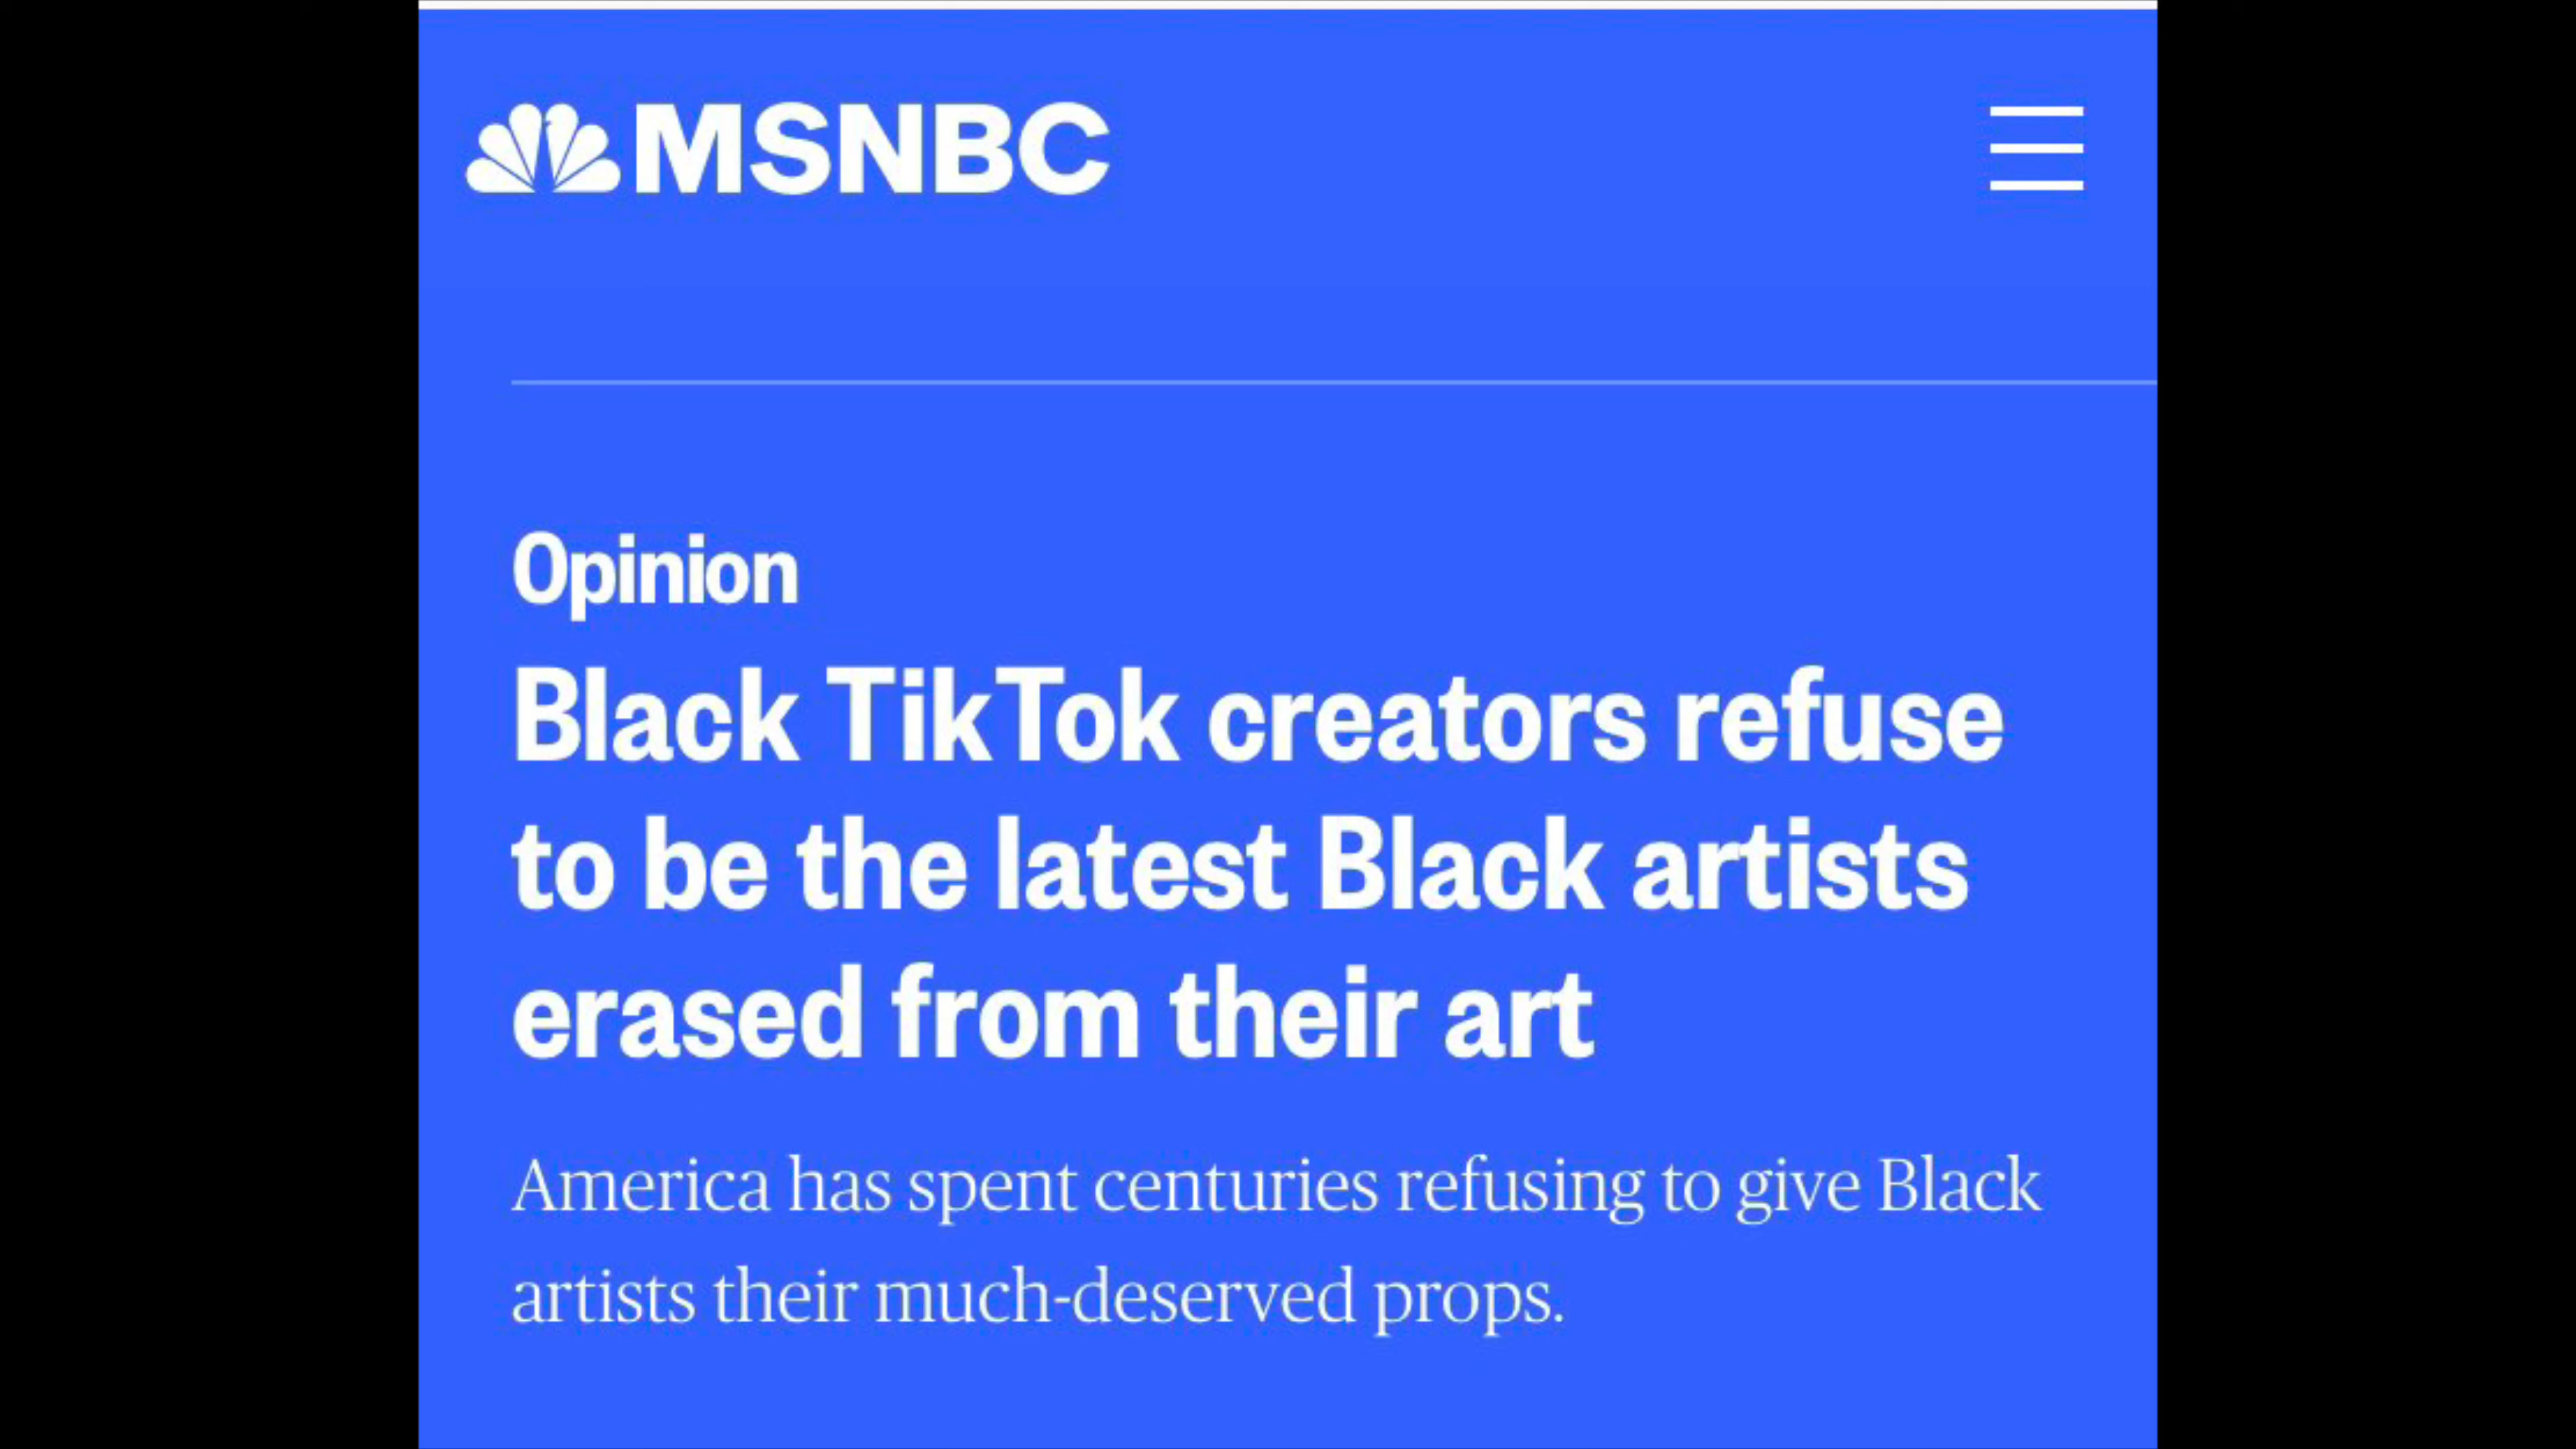 MSNBC
Opinion
Black TikTok creators refuse
to be the latest Black artists
erased from their art
America has spent centuries refusing to give Black
artists their much-deserved props.